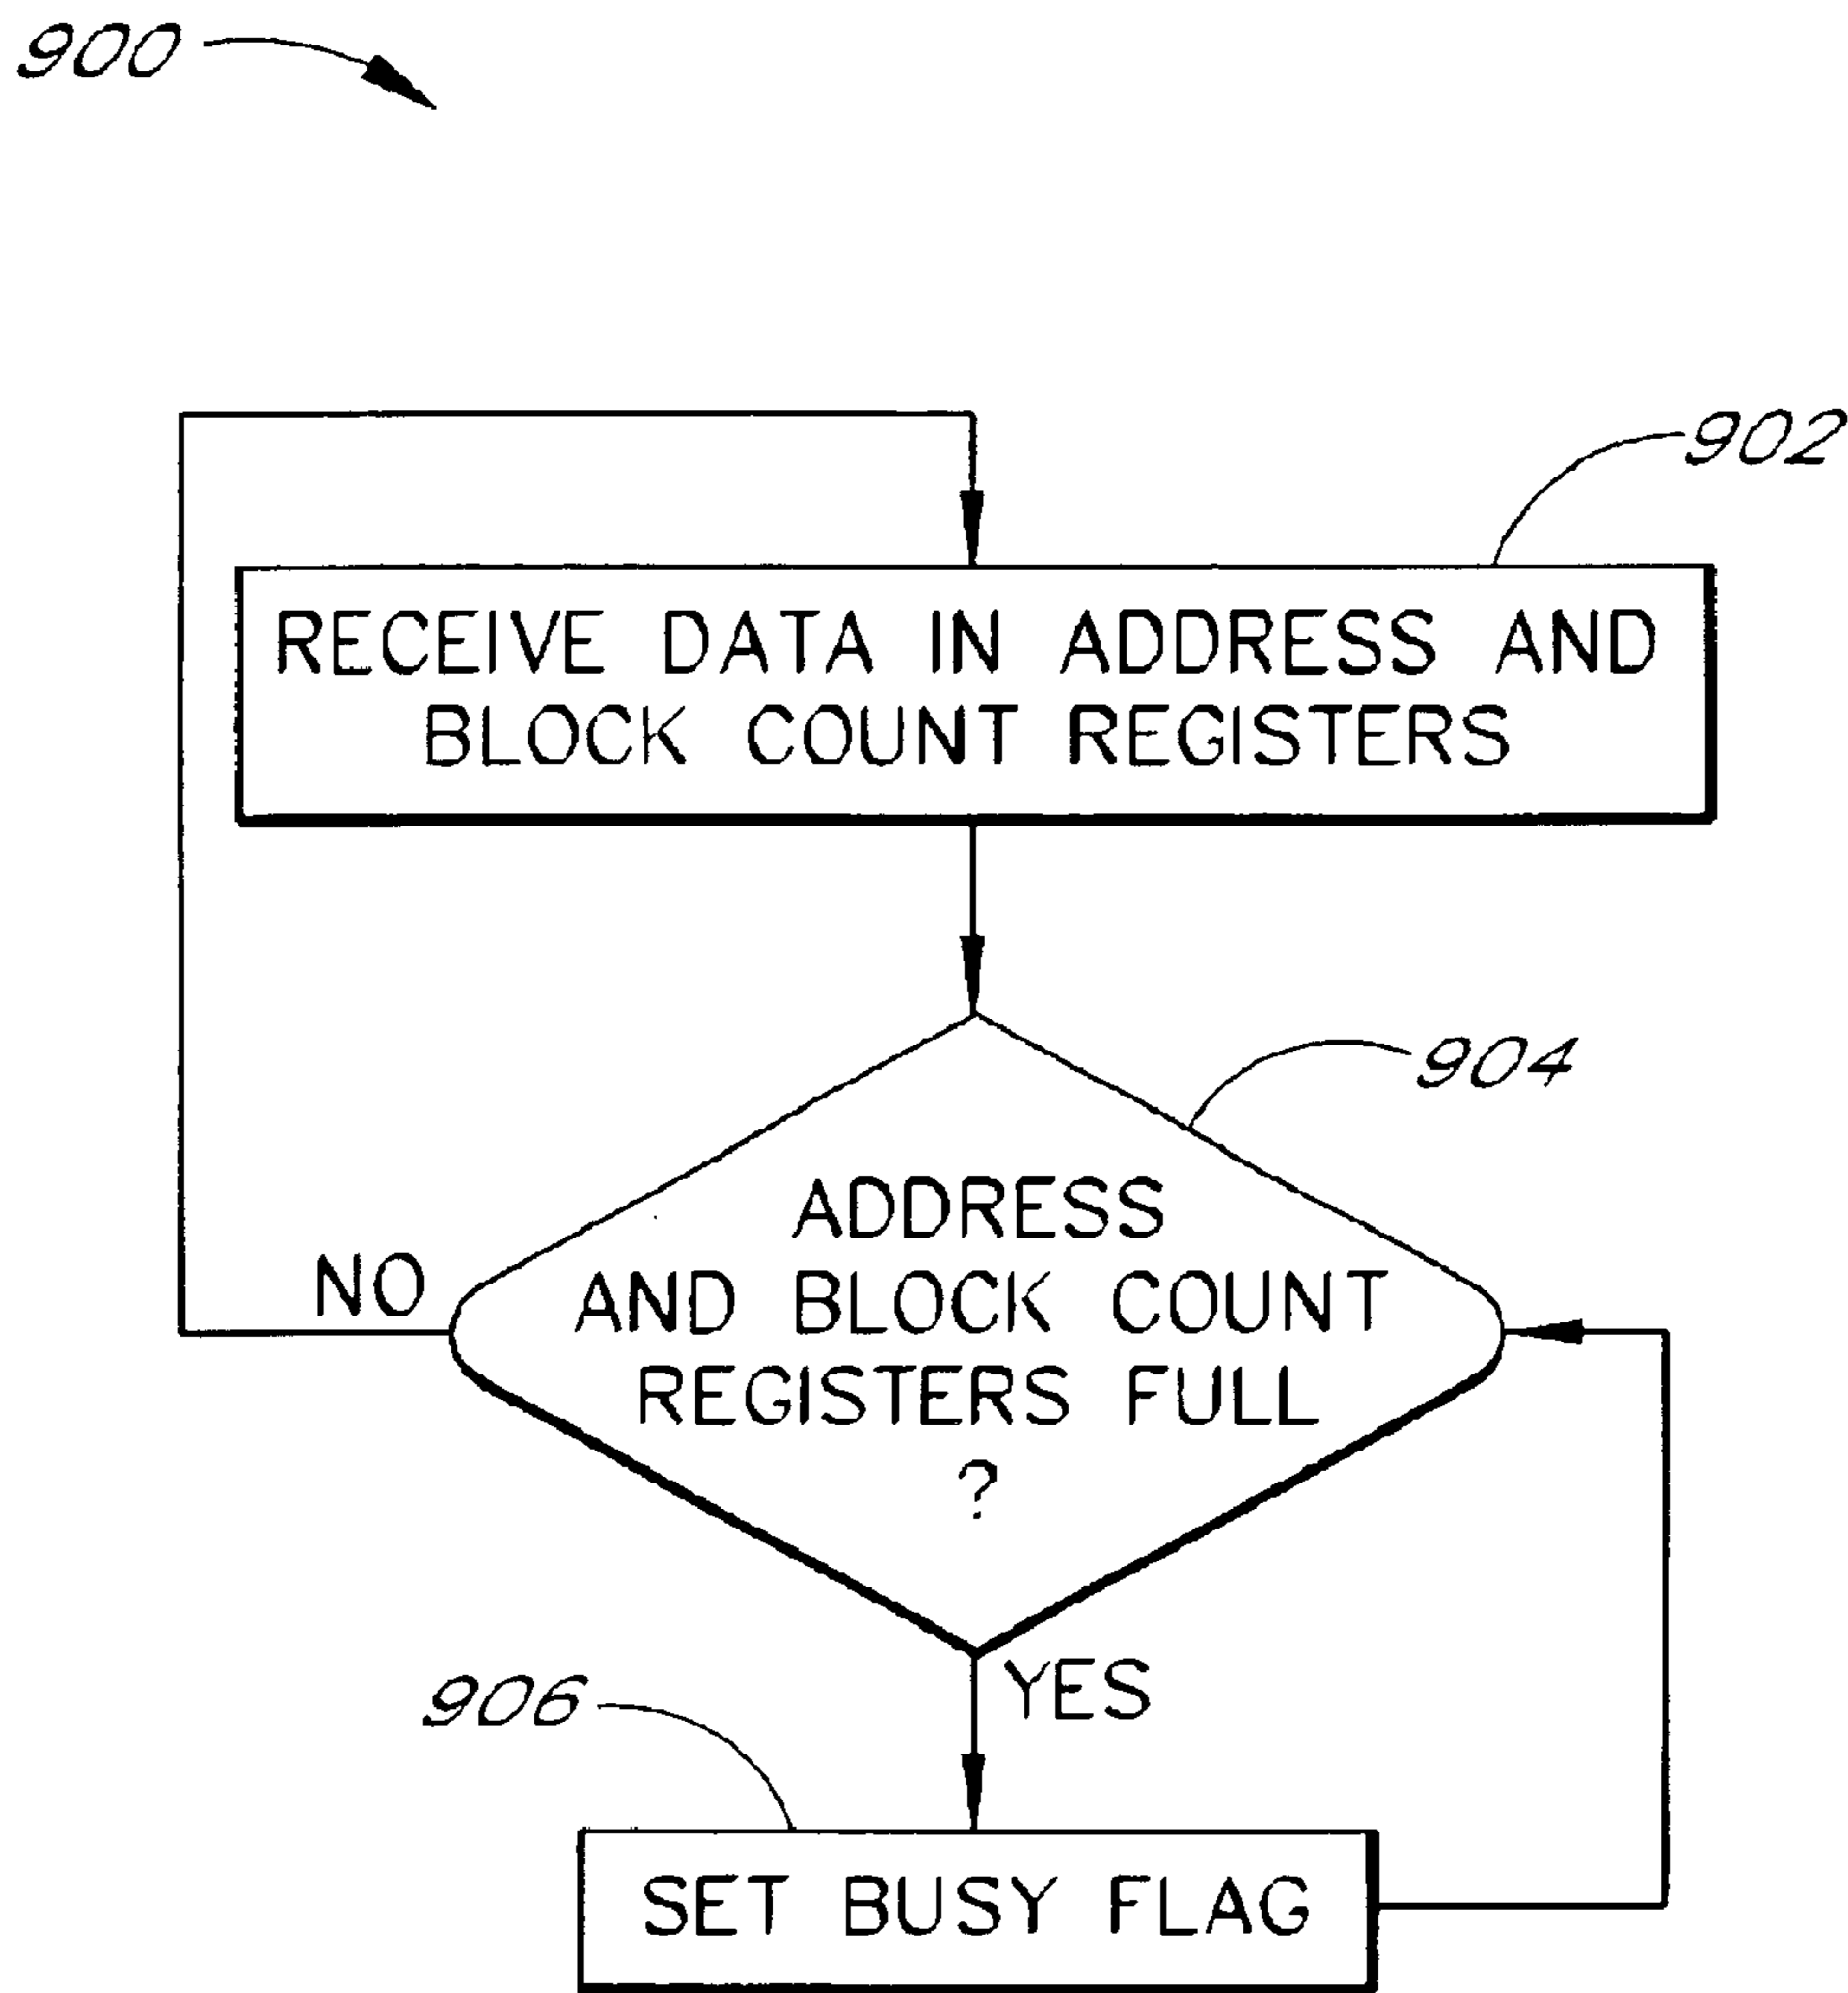 900
902
RECEIVE DATA IN ADDRESS AND
BLOCK COUNT REGISTERS
904
ADDRESS
AND BLOCK COUNT
REGISTERS FULL
?
NO
YES
906
SET BUSY FLAG